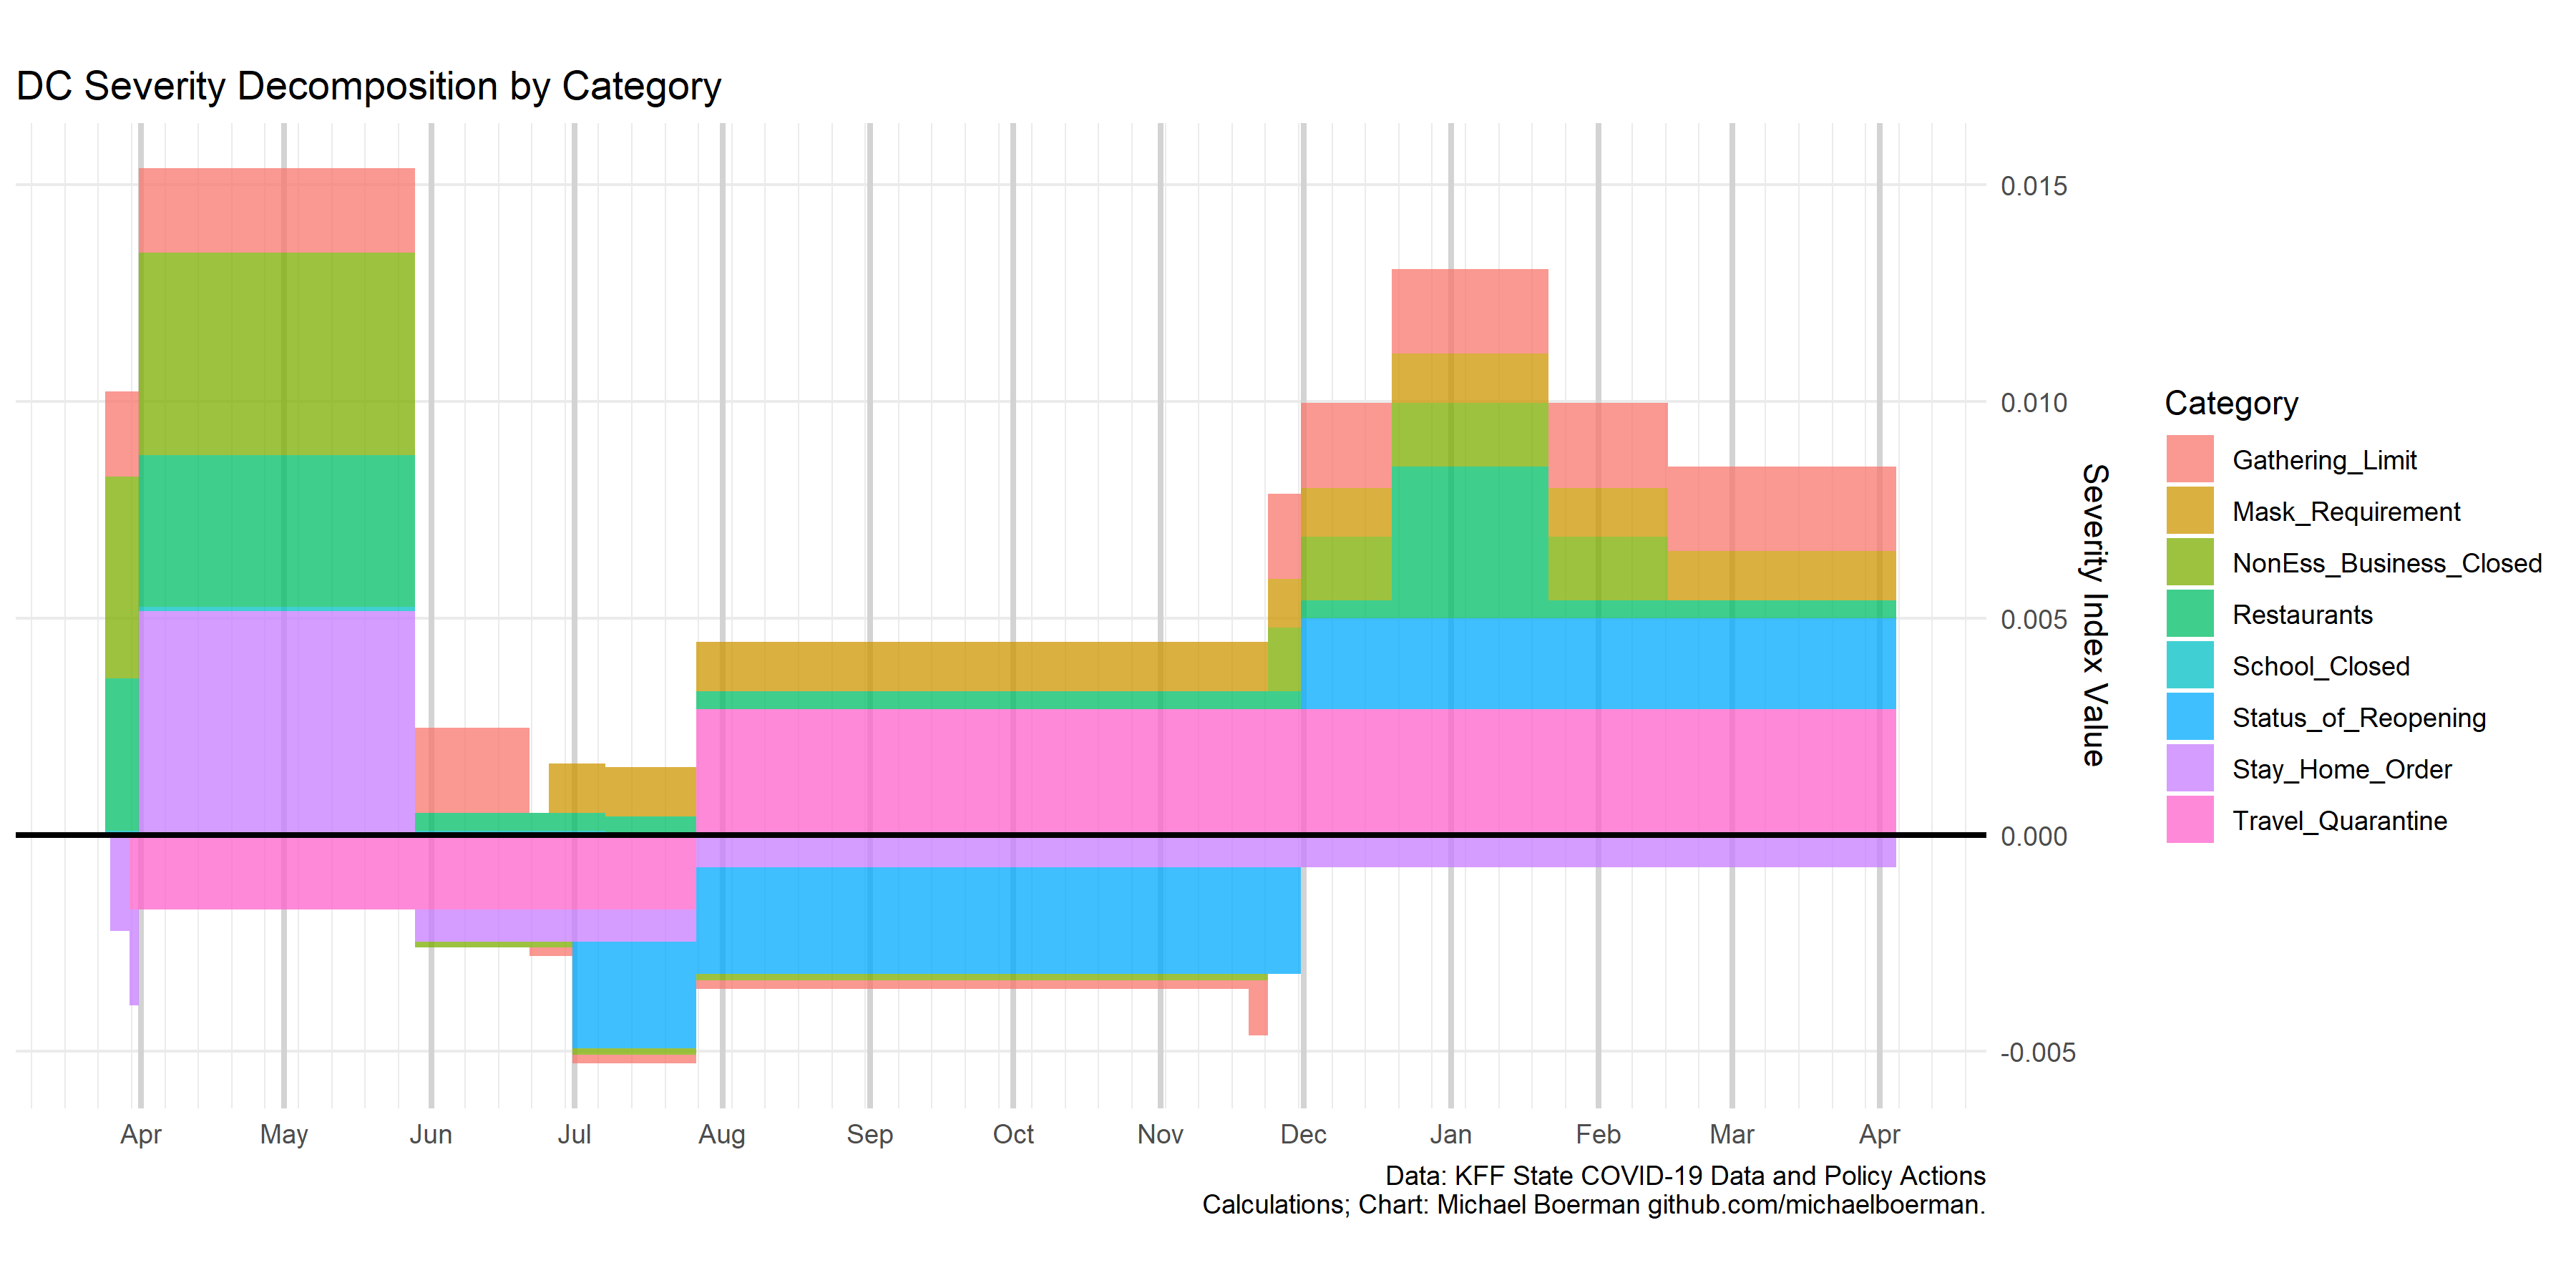 DC Severity Decomposition by Category
0.015
0.010
0.005
0.000
-0.005
Severity Index Value
Apr
May
Jun
Jul
Aug
Sep
Oct
Nov
Dec
Jan
Feb
Mar
Apr
Data: KFF State COVID-19 Data and Policy Actions
Calculations; Chart: Michael Boerman github.com/michaelboerman.
Category
Gathering_Limit
Mask_Requirement
NonEss_Business_Closed
Restaurants
School_Closed
Status_of_Reopening
Stay_Home_Order
Travel_Quarantine